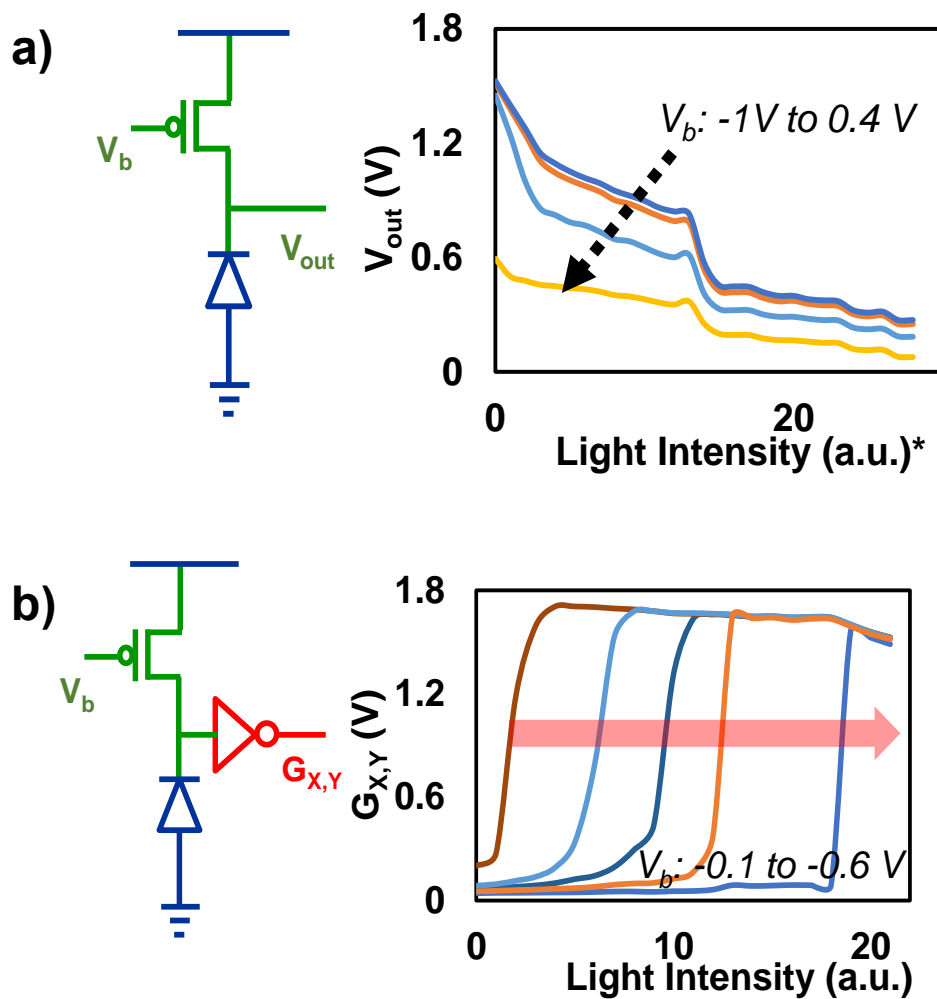 a)
V_b
V_out
V_out (V)
1.8
1.2
0.6
0
V_b: -1V to 0.4 V
0
20
Light Intensity (a.u.)*
b)
V_b
G_X,Y
G_X,Y (V)
1.8
1.2
0.6
0
V_b: -0.1 to -0.6 V
0
10
20
Light Intensity (a.u.)